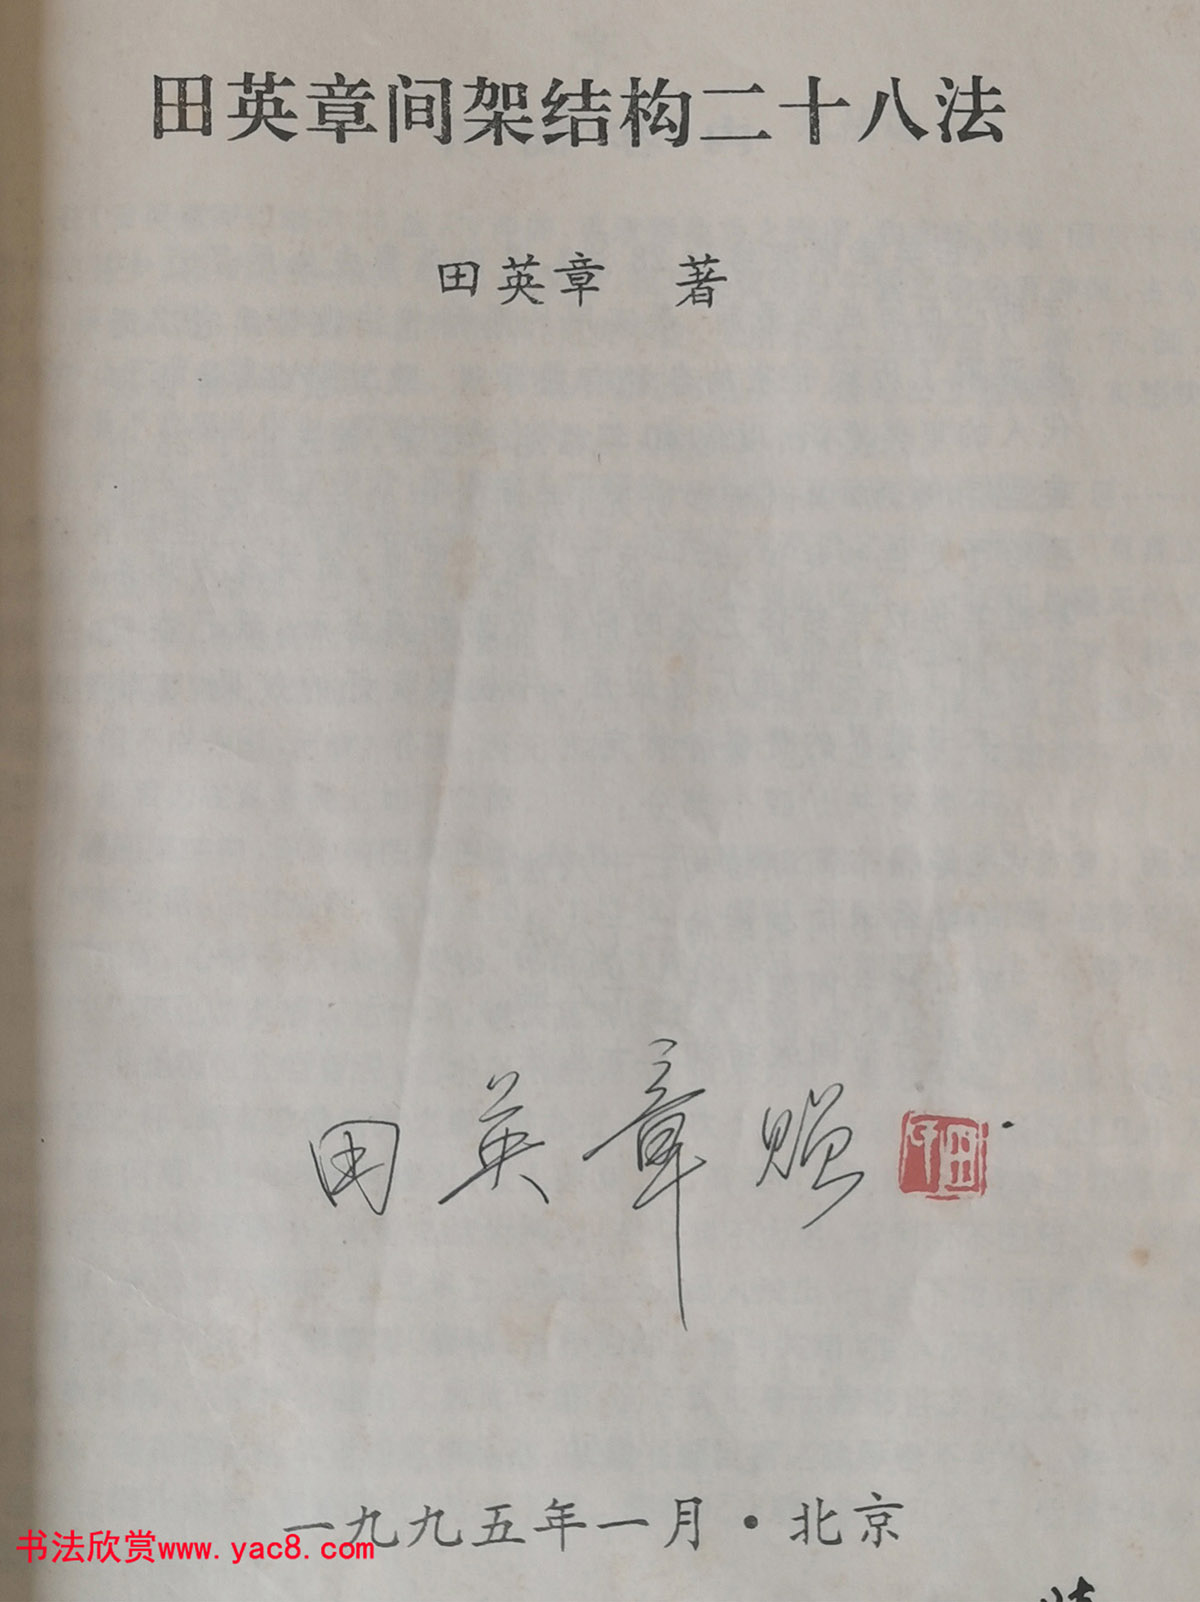 田英章间架结构二十八法
田英章 著
田英章赠
一九九五年一月·北京
书法欣赏www.yac8.com